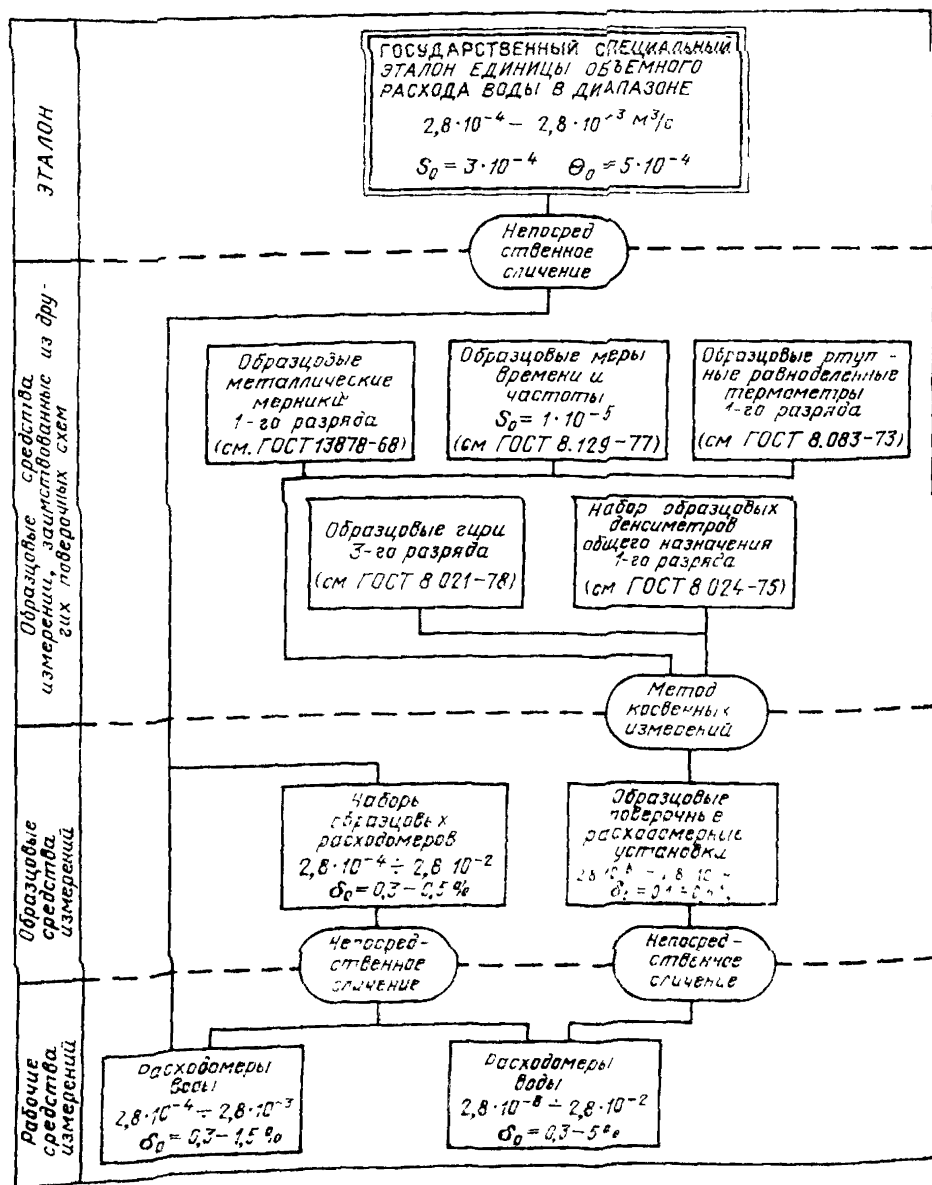 ЭТАЛОН
ГОСУДАРСТВЕННЫЙ СПЕЦИАЛЬНЫЙ
ЭТАЛОН ЕДИНИЦЫ ОБЪЕМНОГО
РАСХОДА ВОДЫ В ДИАПАЗОНЕ
2,8·10⁻⁴ – 2,8·10⁻³ м³/с
S₀ = 3·10⁻⁴ Θ₀ = 5·10⁻⁴
Непосред
ственное
сличение
Образцовые средства
измерений, заимствованные из дру-
гих поверочных схем
Образцовые
металлические
мерники
1-го разряда
(см. ГОСТ 13878-68)
Образцовые меры
времени и
частоты
S₀ = 1·10⁻⁵
(см. ГОСТ 8.129-77)
Образцовые ртут-
ные равноделенные
термометры
1-го разряда
(см ГОСТ 8.083-73)
Образцовые гири
3-го разряда
(см ГОСТ 8 021-78)
Набор образцовых
денсиметров
общего назначения
1-го разряда
(см ГОСТ 8 024-75)
Метод
косвенных
измерений
Образцовые
средства
измерений
Наборы
образцовых
расходомеров
2,8·10⁻⁴ ÷ 2,8 10⁻²
δ₀ = 0,3 – 0,5 %
Образцовые
поверочные
расходомерные
установки
Непосред-
ственное
сличение
Непосред-
ственное
сличение
Рабочие
средства
измерений
Расходомеры
воды
2,8·10⁻⁴ ÷ 2,8·10⁻³
δ₀ = 0,3 – 1,5 %
Расходомеры
воды
2,8·10⁻⁸ ÷ 2,8·10⁻²
δ₀ = 0,3 – 5 %